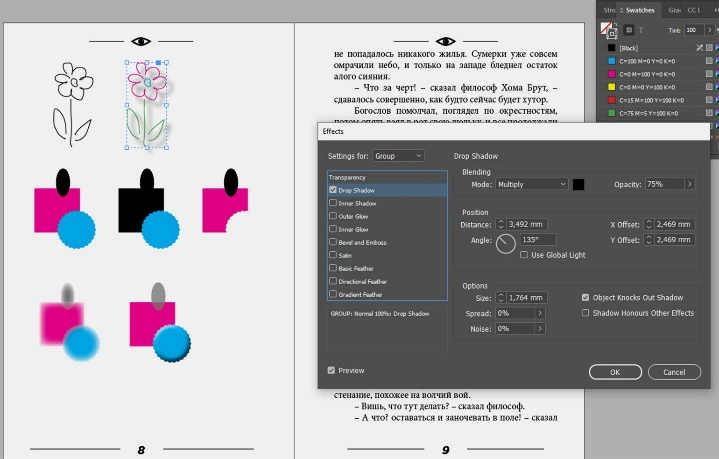 Stro
Swatches
Gra
CC L
T
Tint:
100
[Black]
C=100 M=0 Y=0 K=0
C=0 M=100 Y=0 K=0
C=0 M=0 Y=100 K=0
C=15 M=100 Y=100 K=0
C=75 M=5 Y=100 K=0
не попадалось никакого жилья. Сумерки уже совсем
омрачили небо, и только на западе бледнел остаток
алого сияния.
– Что за черт! – сказал философ Хома Брут, –
сдавалось совершенно, как будто сейчас будет хутор.
Богослов помолчал, поглядел по окрестностям,
потом опять взял в рот свою люльку, и все продолжали
Effects
Settings for:
Group
Drop Shadow
Transparency
Drop Shadow
Inner Shadow
Outer Glow
Inner Glow
Bevel and Emboss
Satin
Basic Feather
Directional Feather
Gradient Feather
GROUP: Normal 100%: Drop Shadow
Blending
Mode:
Multiply
Opacity:
75%
Position
Distance:
3,492 mm
X Offset:
2,469 mm
Angle:
135°
Y Offset:
2,469 mm
Use Global Light
Options
Size:
1,764 mm
Object Knocks Out Shadow
Spread:
0%
Shadow Honours Other Effects
Noise:
0%
Preview
OK
Cancel
стенание, похожее на волчий вой.
– Вишь, что тут делать? – сказал философ.
– А что? оставаться и заночевать в поле! – сказал
8
9